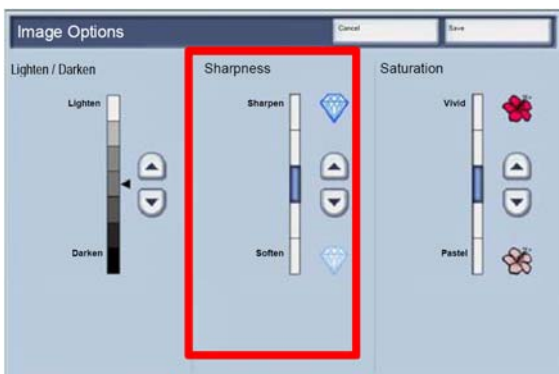 Image Options
Cancel
Save
Lighten / Darken
Lighten
Darken
Sharpness
Sharpen
Soften
Saturation
Vivid
Pastel